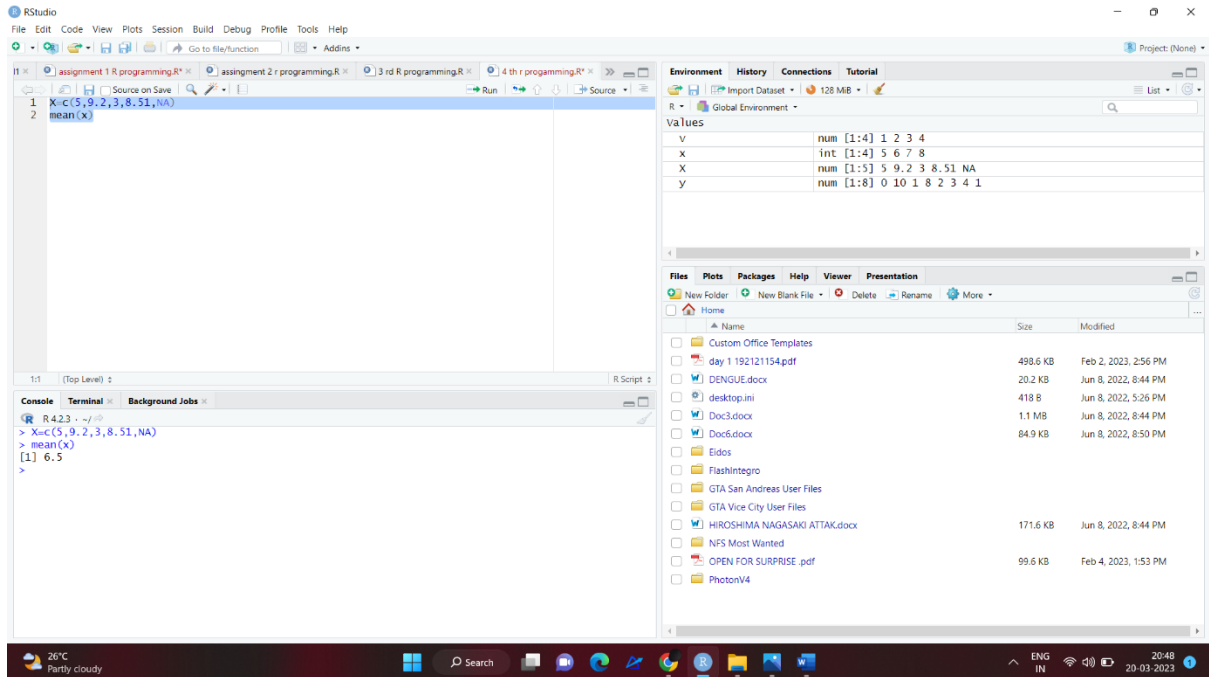 RStudio
File Edit Code View Plots Session Build Debug Profile Tools Help
Go to file/function Addins
Project: (None)
assignment 1 R programming.R* assingment 2 r programming.R 3 rd R programming.R 4 th r progamming.R*
Source on Save Run Source
1 X=c(5,9.2,3,8.51,NA)
2 mean(x)
1:1 (Top Level) R Script
Console Terminal Background Jobs
R 4.2.3 · ~/
> X=c(5,9.2,3,8.51,NA)
> mean(x)
[1] 6.5
>
Environment History Connections Tutorial
Import Dataset 128 MiB List
R Global Environment
Values
v num [1:4] 1 2 3 4
x int [1:4] 5 6 7 8
X num [1:5] 5 9.2 3 8.51 NA
y num [1:8] 0 10 1 8 2 3 4 1
Files Plots Packages Help Viewer Presentation
New Folder New Blank File Delete Rename More
Home
Name Size Modified
Custom Office Templates
day 1 192121154.pdf 498.6 KB Feb 2, 2023, 2:56 PM
DENGUE.docx 20.2 KB Jun 8, 2022, 8:44 PM
desktop.ini 418 B Jun 8, 2022, 5:26 PM
Doc3.docx 1.1 MB Jun 8, 2022, 8:44 PM
Doc6.docx 84.9 KB Jun 8, 2022, 8:50 PM
Eidos
FlashIntegro
GTA San Andreas User Files
GTA Vice City User Files
HIROSHIMA NAGASAKI ATTAK.docx 171.6 KB Jun 8, 2022, 8:44 PM
NFS Most Wanted
OPEN FOR SURPRISE .pdf 99.6 KB Feb 4, 2023, 1:53 PM
PhotonV4
26°C
Partly cloudy
Search
ENG
IN
20:48
20-03-2023
1